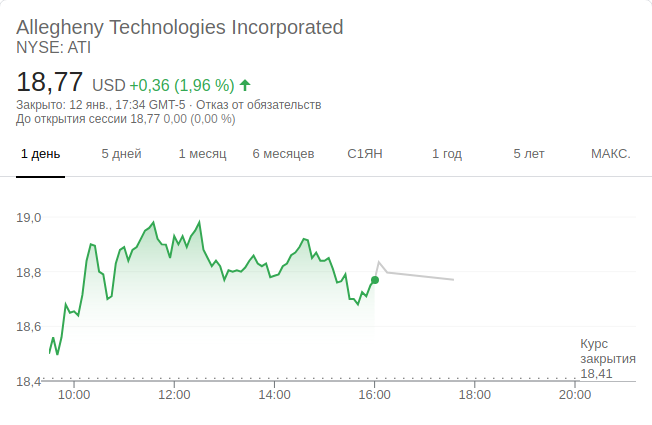 Allegheny Technologies Incorporated
NYSE: ATI
18,77 USD +0,36 (1,96 %)
Закрыто: 12 янв., 17:34 GMT-5 · Отказ от обязательств
До открытия сессии 18,77 0,00 (0,00 %)
1 день 5 дней 1 месяц 6 месяцев С1ЯН 1 год 5 лет МАКС.
19,0
18,8
18,6
Курс
закрытия
18,41
18,4
10:00 12:00 14:00 16:00 18:00 20:00